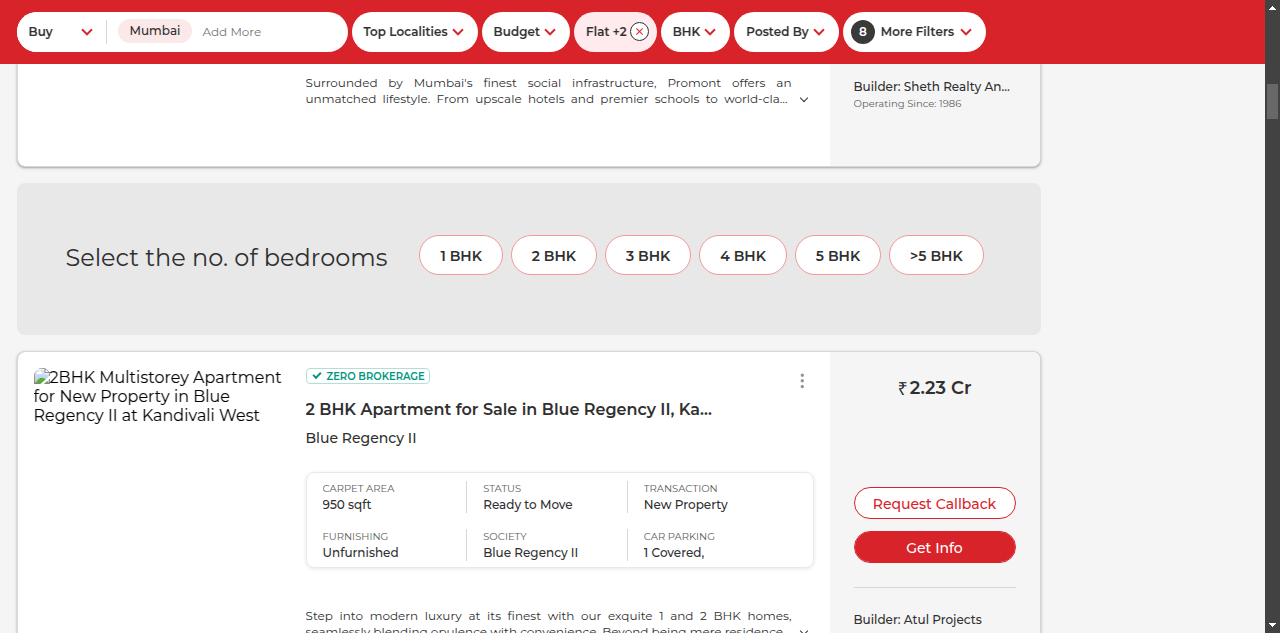 Buy
Mumbai
Add More
Top Localities
Budget
Flat +2
BHK
Posted By
8 More Filters
Surrounded by Mumbai's finest social infrastructure, Promont offers an
unmatched lifestyle. From upscale hotels and premier schools to world-cla...
Builder: Sheth Realty An...
Operating Since: 1986
Select the no. of bedrooms
1 BHK
2 BHK
3 BHK
4 BHK
5 BHK
>5 BHK
2BHK Multistorey Apartment
for New Property in Blue
Regency II at Kandivali West
ZERO BROKERAGE
2 BHK Apartment for Sale in Blue Regency II, Ka...
Blue Regency II
CARPET AREA
950 sqft
STATUS
Ready to Move
TRANSACTION
New Property
FURNISHING
Unfurnished
SOCIETY
Blue Regency II
CAR PARKING
1 Covered,
Step into modern luxury at its finest with our exquite 1 and 2 BHK homes,
seamlessly blending opulence with convenience. Beyond being mere residence...
₹2.23 Cr
Request Callback
Get Info
Builder: Atul Projects